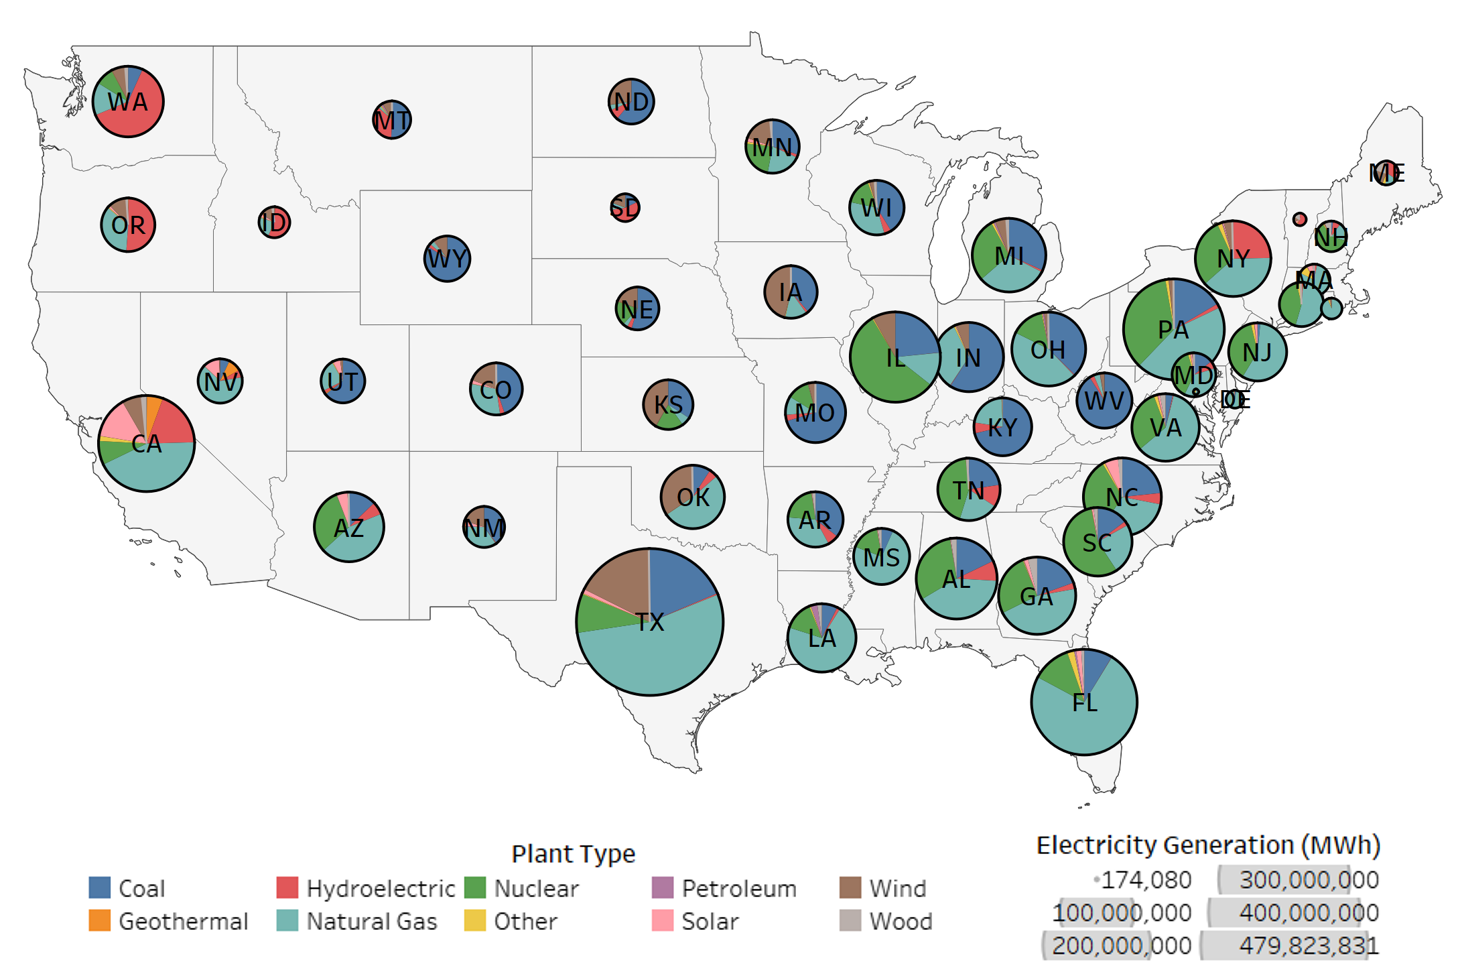 WA
MT
ND
MN
ME
OR
ID
SD
WI
NH
WY
MI
NY
MA
NE
IA
PA
NV
UT
CO
IL
IN
OH
NJ
MD
CA
KS
MO
WV
DE
KY
VA
AZ
NM
OK
AR
TN
NC
MS
SC
AL
GA
TX
LA
FL
Plant Type
Coal
Hydroelectric
Nuclear
Petroleum
Wind
Geothermal
Natural Gas
Other
Solar
Wood
Electricity Generation (MWh)
174,080
300,000,000
100,000,000
400,000,000
200,000,000
479,823,831